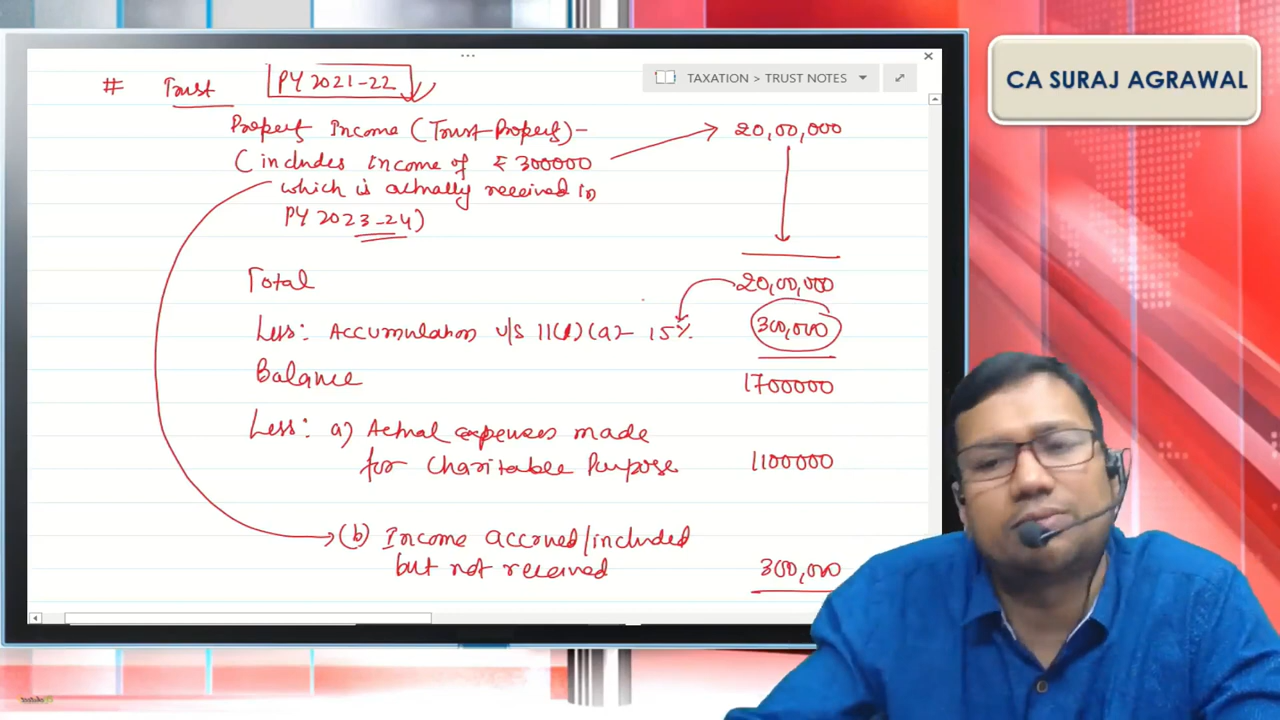 CA SURAJ AGRAWAL
TAXATION > TRUST NOTES
# Trust PY 2021-22
Property Income (Trust Property) - 20,00,000
(includes Income of ₹ 300000
which is actually received in
PY 2023-24)
Total 20,00,000
Less: Accumulation u/s 11(1)(a) - 15% 300,000
Balance 1700000
Less: a) Actual expenses made
for Charitable Purpose 1100000
(b) Income accrued/included
but not received 300,000